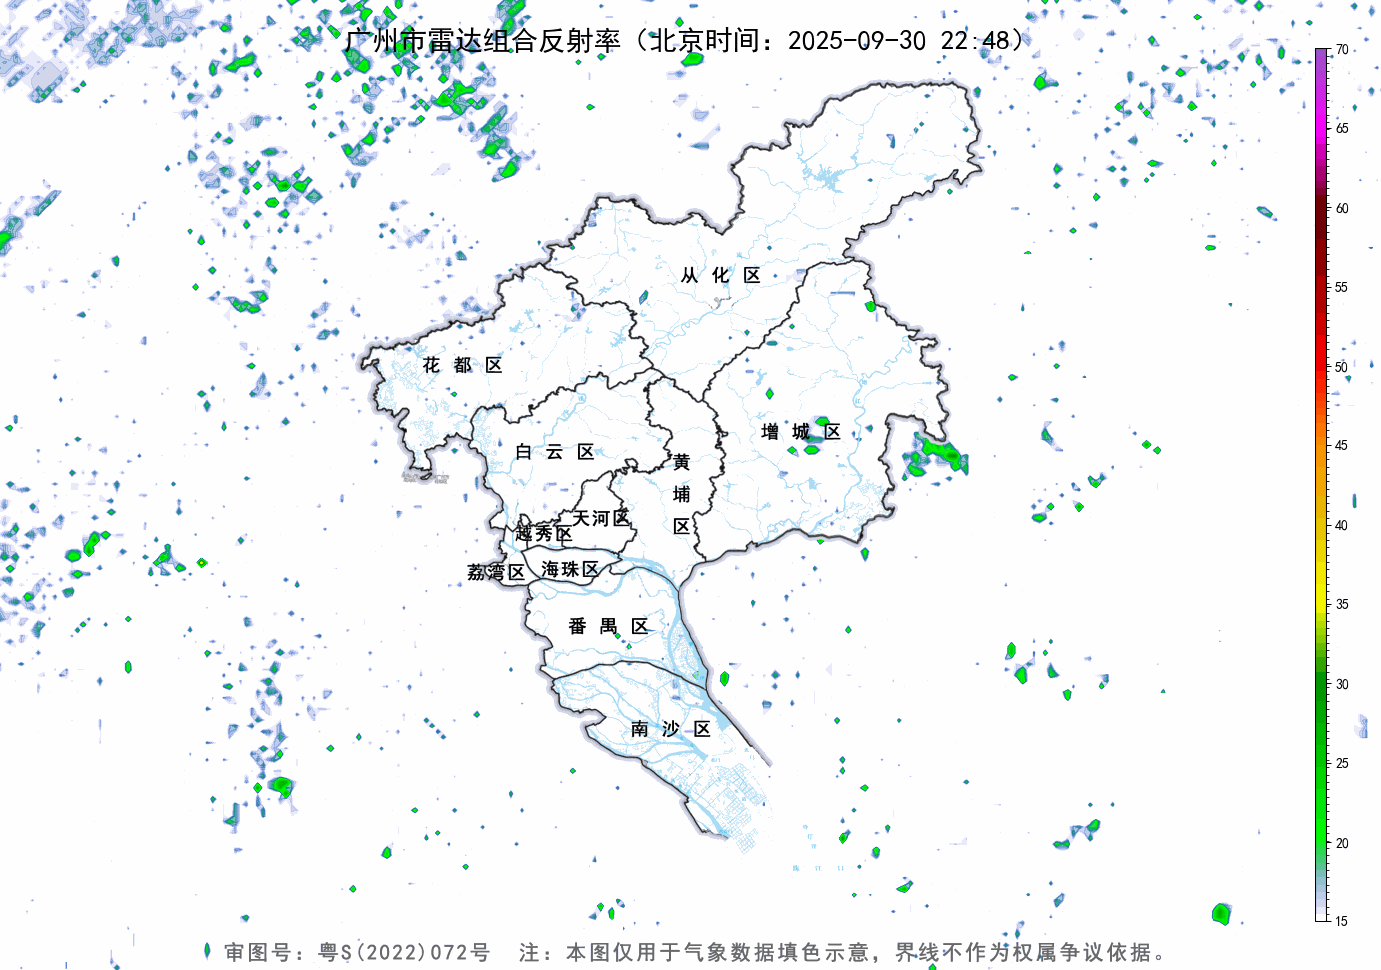 广州市雷达组合反射率（北京时间：2025-09-30 22:48）
70
65
60
55
50
45
40
35
30
25
20
15
从化区
花都区
增城区
白云区
黄埔区
天河区
越秀区
荔湾区
海珠区
番禺区
南沙区
审图号：粤S(2022)072号 注：本图仅用于气象数据填色示意，界线不作为权属争议依据。